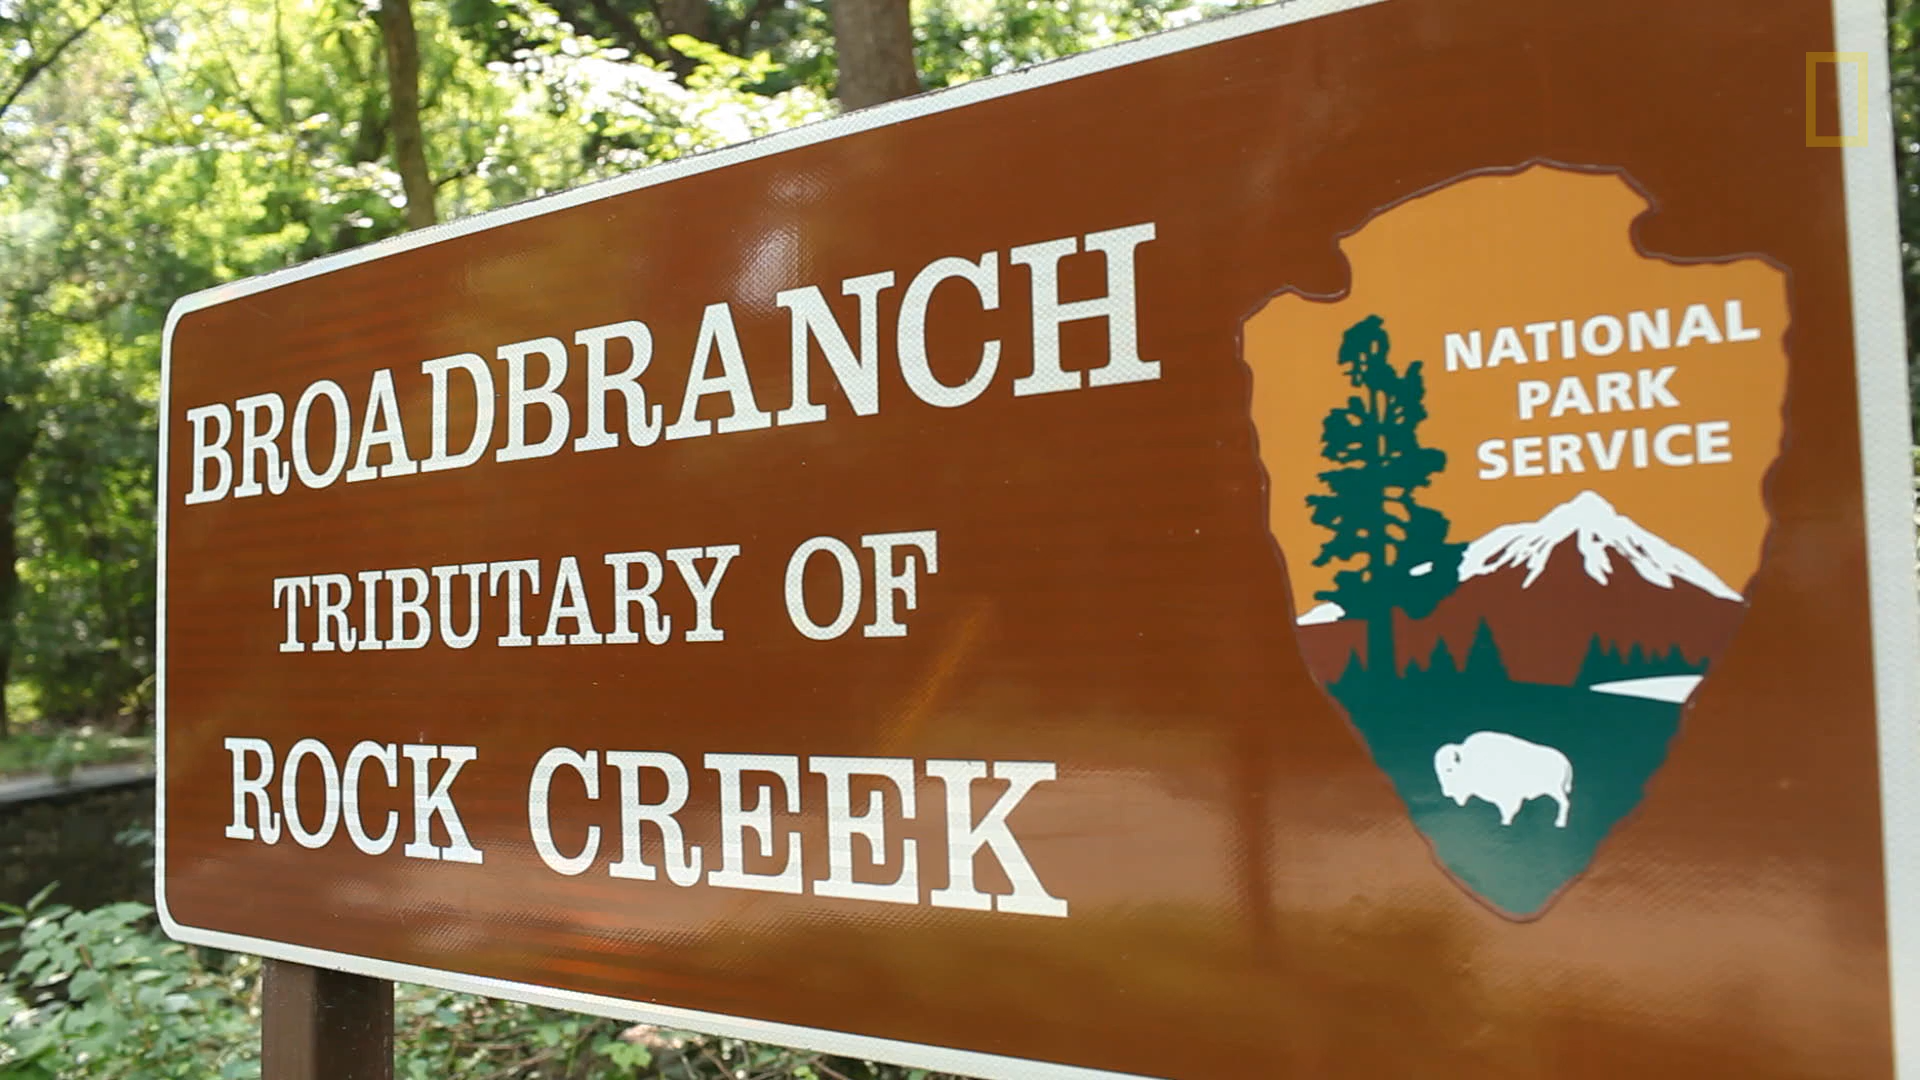 BROADBRANCH
TRIBUTARY OF
ROCK CREEK
NATIONAL
PARK
SERVICE